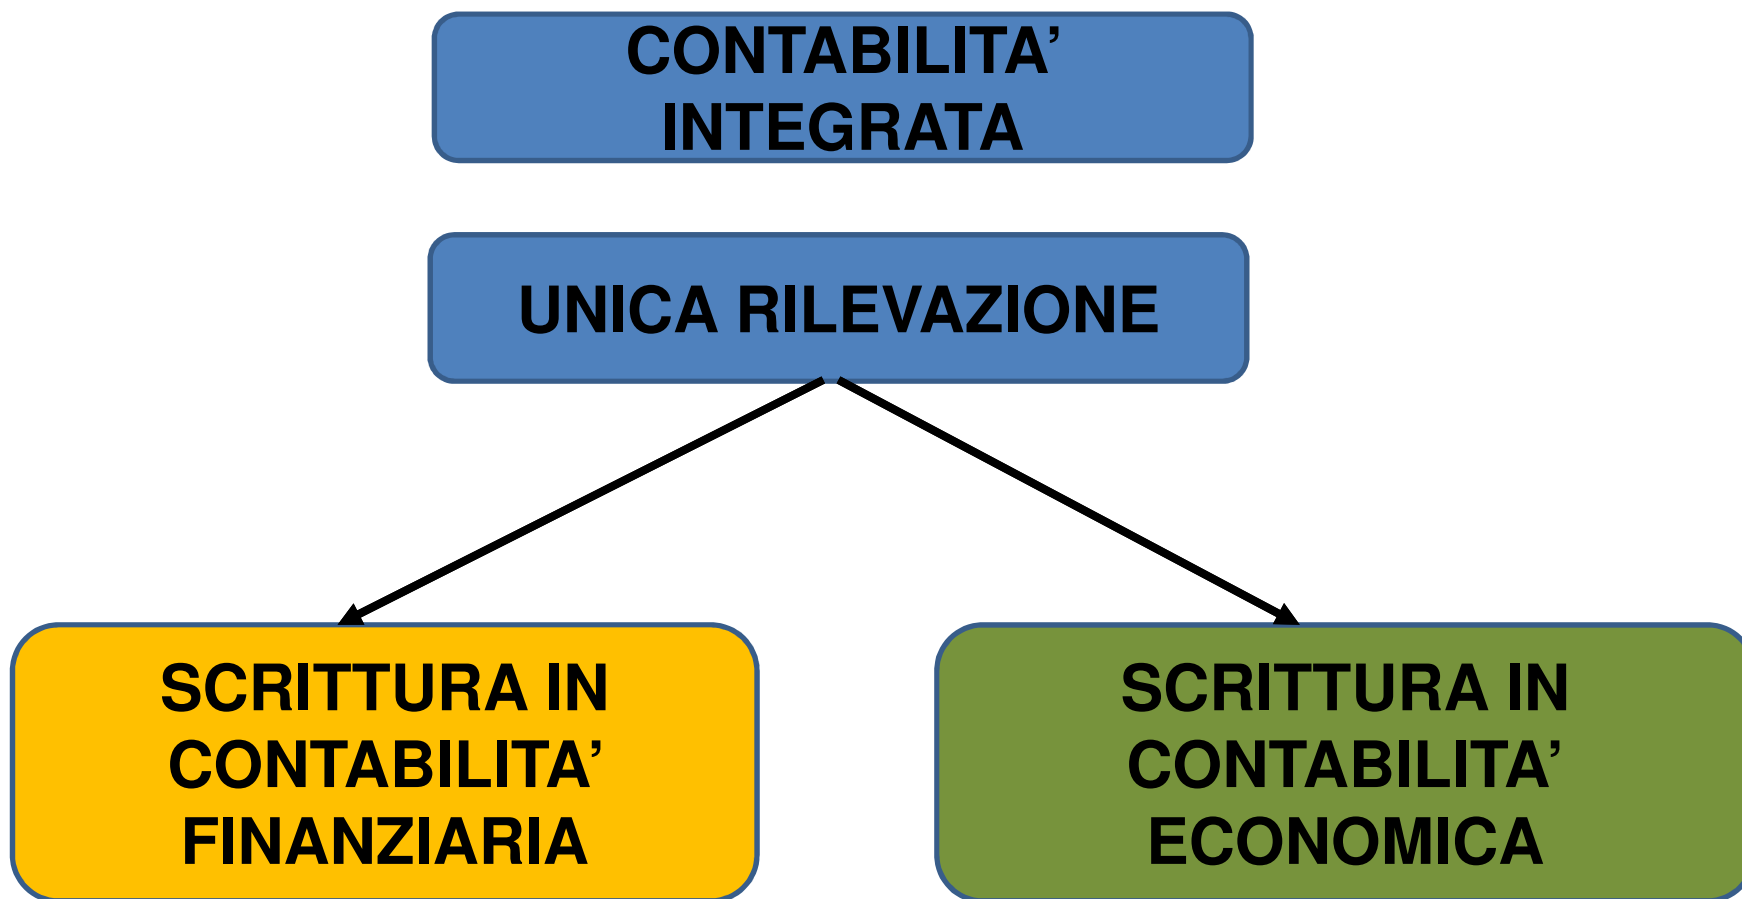 CONTABILITA’
INTEGRATA
UNICA RILEVAZIONE
SCRITTURA IN
CONTABILITA’
FINANZIARIA
SCRITTURA IN
CONTABILITA’
ECONOMICA